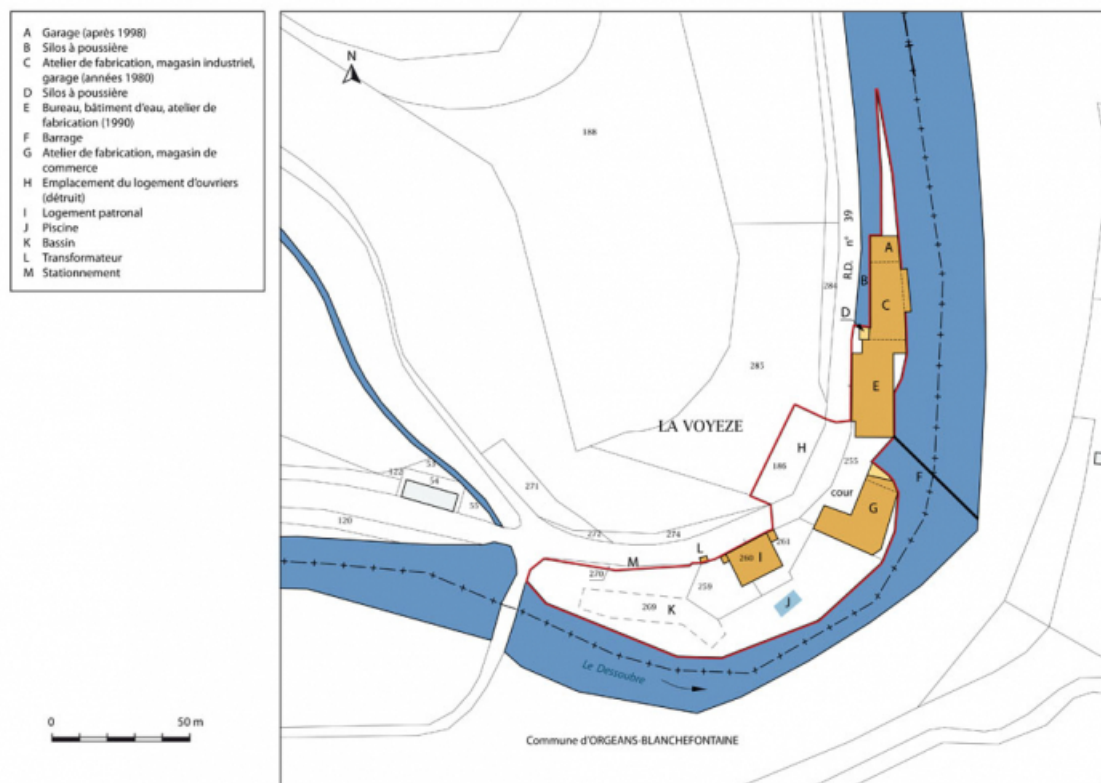 A Garage (après 1998)
B Silos à poussière
C Atelier de fabrication, magasin industriel,
garage (années 1980)
D Silos à poussière
E Bureau, bâtiment d'eau, atelier de
fabrication (1990)
F Barrage
G Atelier de fabrication, magasin de
commerce
H Emplacement du logement d'ouvriers
(détruit)
I Logement patronal
J Piscine
K Bassin
L Transformateur
M Stationnement
N
188
R.D. n° 39
A
B
284
C
D
285
E
LA VOYEZE
H
186
255
F
cour
G
122
53
54
55
271
120
272
274
L
261
260
I
M
270
259
269
K
J
Le Dessoubre
0 50 m
Commune d'ORGEANS-BLANCHEFONTAINE